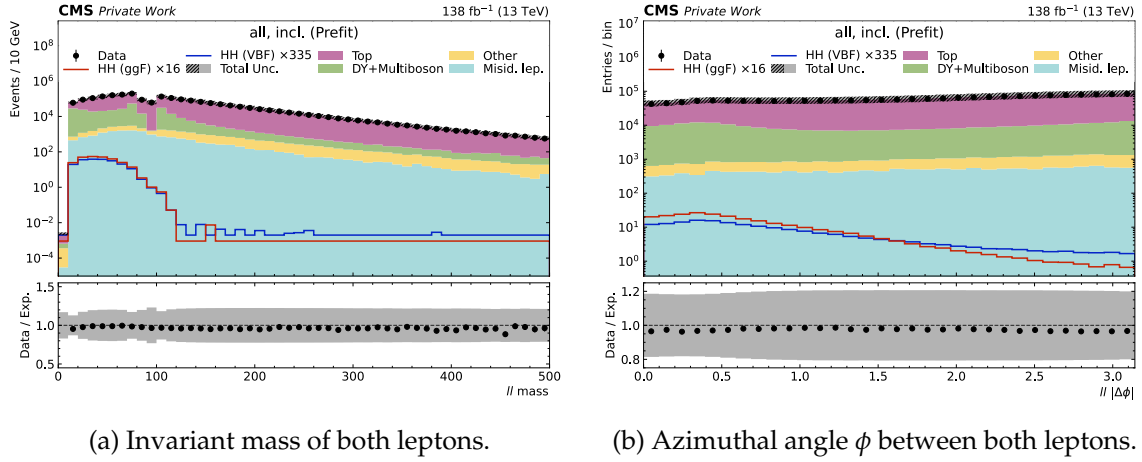 CMS Private Work 138 fb⁻¹ (13 TeV)
all, incl. (Prefit)
Data
HH (ggF) ×16
HH (VBF) ×335
Total Unc.
Top
DY+Multiboson
Other
Misid. lep.
Events / 10 GeV
10⁸
10⁶
10⁴
10²
10⁰
10⁻²
10⁻⁴
Data / Exp.
1.5
1.0
0.5
0 100 200 300 400 500
ll mass
(a) Invariant mass of both leptons.
CMS Private Work 138 fb⁻¹ (13 TeV)
all, incl. (Prefit)
Data
HH (ggF) ×16
HH (VBF) ×335
Total Unc.
Top
DY+Multiboson
Other
Misid. lep.
Entries / bin
10⁷
10⁶
10⁵
10⁴
10³
10²
10¹
10⁰
Data / Exp.
1.2
1.0
0.8
0.0 0.5 1.0 1.5 2.0 2.5 3.0
ll |Δϕ|
(b) Azimuthal angle ϕ between both leptons.